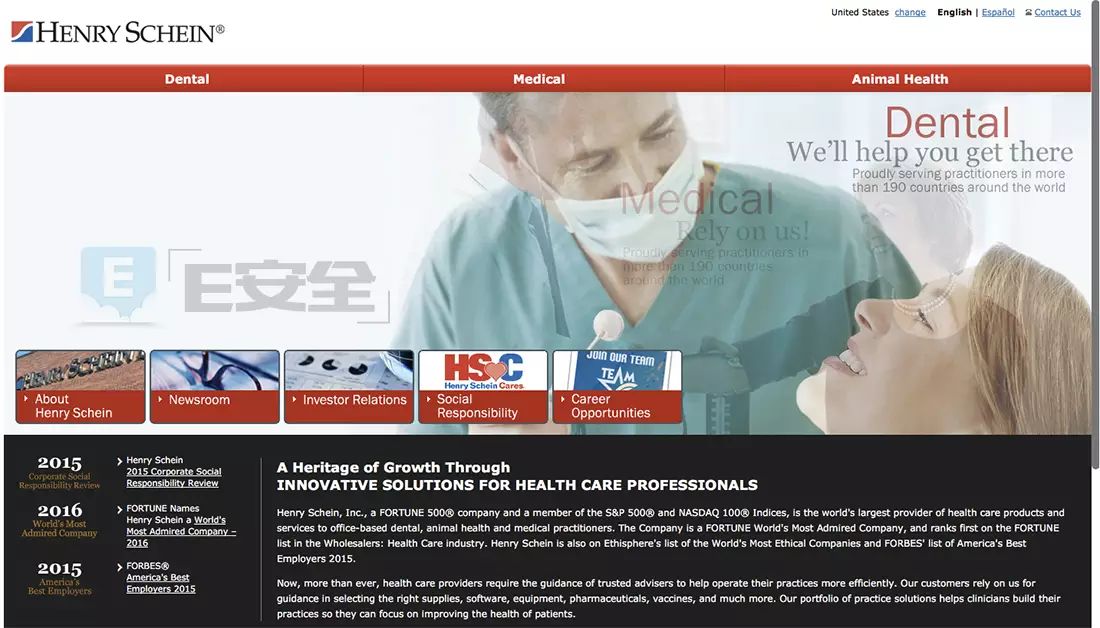 United States change English | Español Contact Us
HENRY SCHEIN®
Dental Medical Animal Health
Dental
We'll help you get there
Proudly serving practitioners in more
than 190 countries around the world
Medical
Rely on us!
Proudly serving practitioners in
more than 190 countries
around the world
E E安全
HENRY SCHEIN
About
Henry Schein
Newsroom
Investor Relations
HSC
Henry Schein Cares
Social
Responsibility
JOIN OUR TEAM
TEAM
Career
Opportunities
2015
Corporate Social
Responsibility Review
Henry Schein
2015 Corporate Social
Responsibility Review
2016
World's Most
Admired Company
FORTUNE Names
Henry Schein a World's
Most Admired Company –
2016
2015
America's
Best Employers
FORBES®
America's Best
Employers 2015
A Heritage of Growth Through
INNOVATIVE SOLUTIONS FOR HEALTH CARE PROFESSIONALS
Henry Schein, Inc., a FORTUNE 500® company and a member of the S&P 500® and NASDAQ 100® Indices, is the world's largest provider of health care products and
services to office-based dental, animal health and medical practitioners. The Company is a FORTUNE World's Most Admired Company, and ranks first on the FORTUNE
list in the Wholesalers: Health Care industry. Henry Schein is also on Ethisphere's list of the World's Most Ethical Companies and FORBES' list of America's Best
Employers 2015.
Now, more than ever, health care providers require the guidance of trusted advisers to help operate their practices more efficiently. Our customers rely on us for
guidance in selecting the right supplies, software, equipment, pharmaceuticals, vaccines, and much more. Our portfolio of practice solutions helps clinicians build their
practices so they can focus on improving the health of patients.